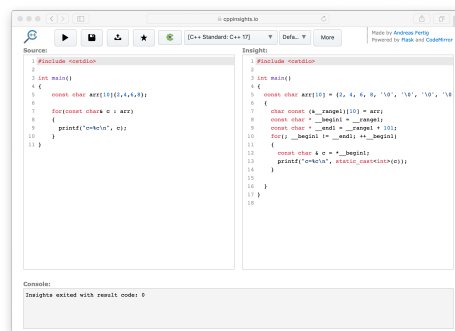 cppinsights.io
[C++ Standard: C++ 17]
Defa...
More
Made by Andreas Fertig
Powered by Flask and CodeMirror
Source:
1 #include <cstdio>
2
3 int main()
4 {
5 const char arr[10]{2,4,6,8};
6
7 for(const char& c : arr)
8 {
9 printf("c=%c\n", c);
10 }
11 }
Insight:
1 #include <cstdio>
2
3 int main()
4 {
5 const char arr[10] = {2, 4, 6, 8, '\0', '\0', '\0', '\0
6 {
7 char const (&__range1)[10] = arr;
8 const char * __begin1 = __range1;
9 const char * __end1 = __range1 + 10l;
10 for(; __begin1 != __end1; ++__begin1)
11 {
12 const char & c = *__begin1;
13 printf("c=%c\n", static_cast<int>(c));
14 }
15
16 }
17 }
18
Console:
Insights exited with result code: 0